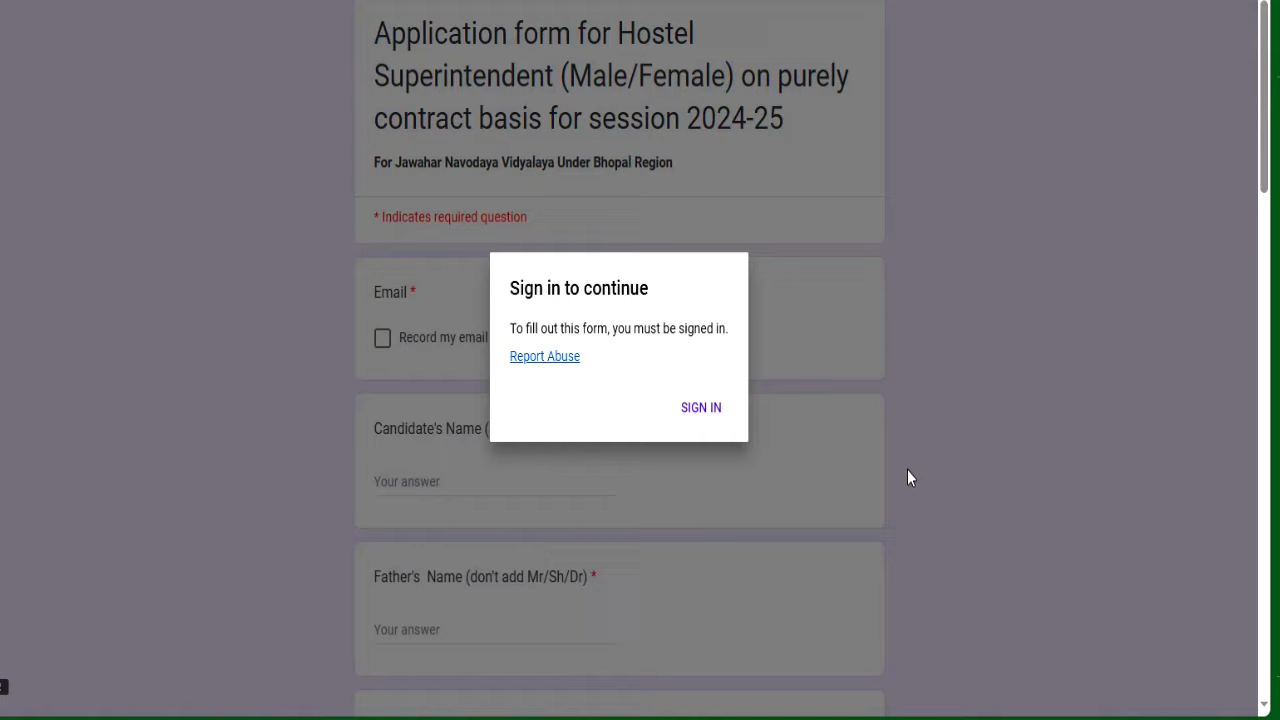 Application form for Hostel
Superintendent (Male/Female) on purely
contract basis for session 2024-25
For Jawahar Navodaya Vidyalaya Under Bhopal Region
* Indicates required question
Email *
Record my email
Sign in to continue
To fill out this form, you must be signed in.
Report Abuse
SIGN IN
Candidate's Name (
Your answer
Father's Name (don't add Mr/Sh/Dr) *
Your answer